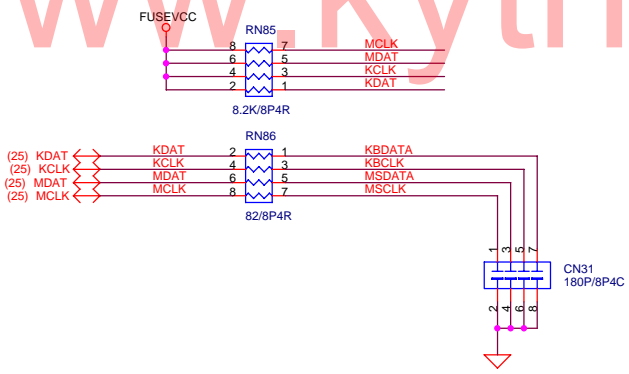 www.kyth
FUSEVCC
RN85
8 7 MCLK
6 5 MDAT
4 3 KCLK
2 1 KDAT
8.2K/8P4R
RN86
(25) KDAT KDAT 2 1 KBDATA
(25) KCLK KCLK 4 3 KBCLK
(25) MDAT MDAT 6 5 MSDATA
(25) MCLK MCLK 8 7 MSCLK
82/8P4R
1 3 5 7
CN31
180P/8P4C
2 4 6 8